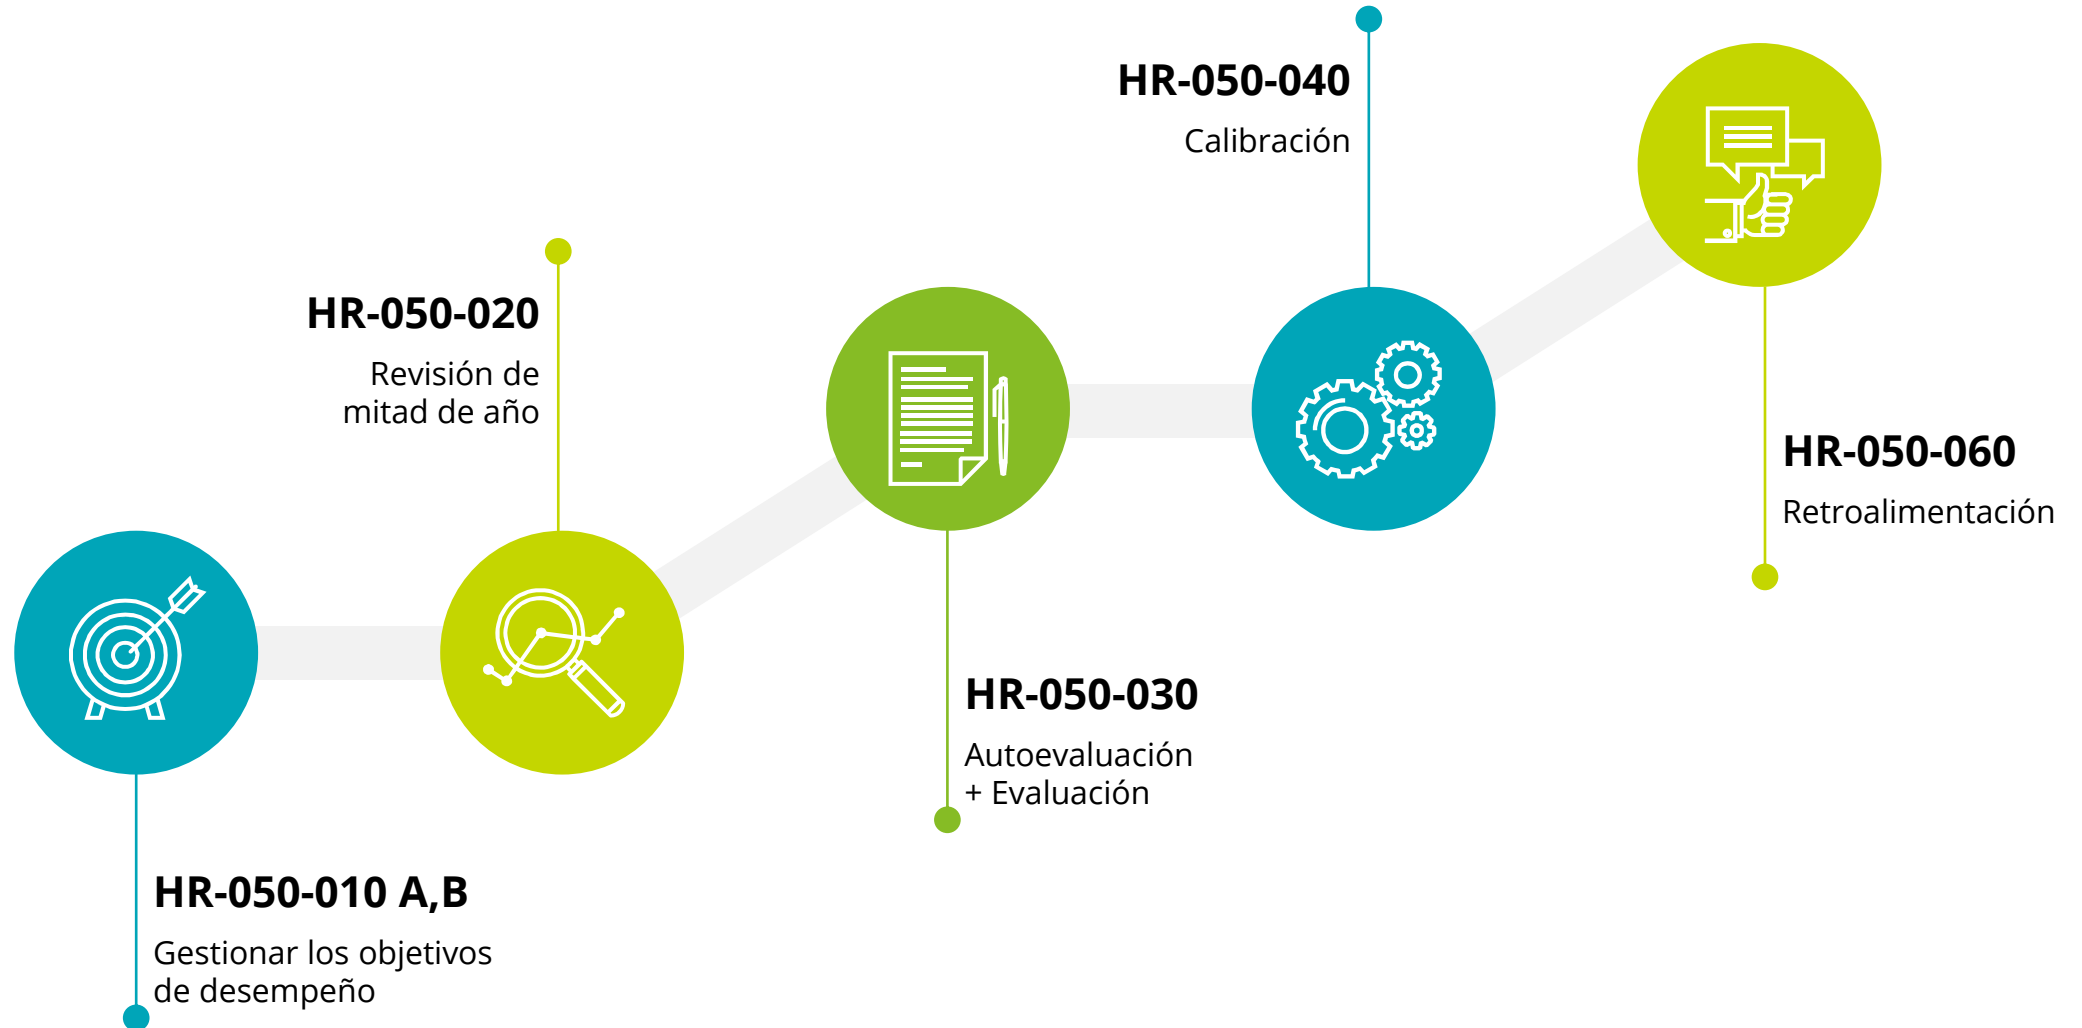 HR-050-010 A,B
Gestionar los objetivos
de desempeño
HR-050-020
Revisión de
mitad de año
HR-050-030
Autoevaluación
+ Evaluación
HR-050-040
Calibración
HR-050-060
Retroalimentación